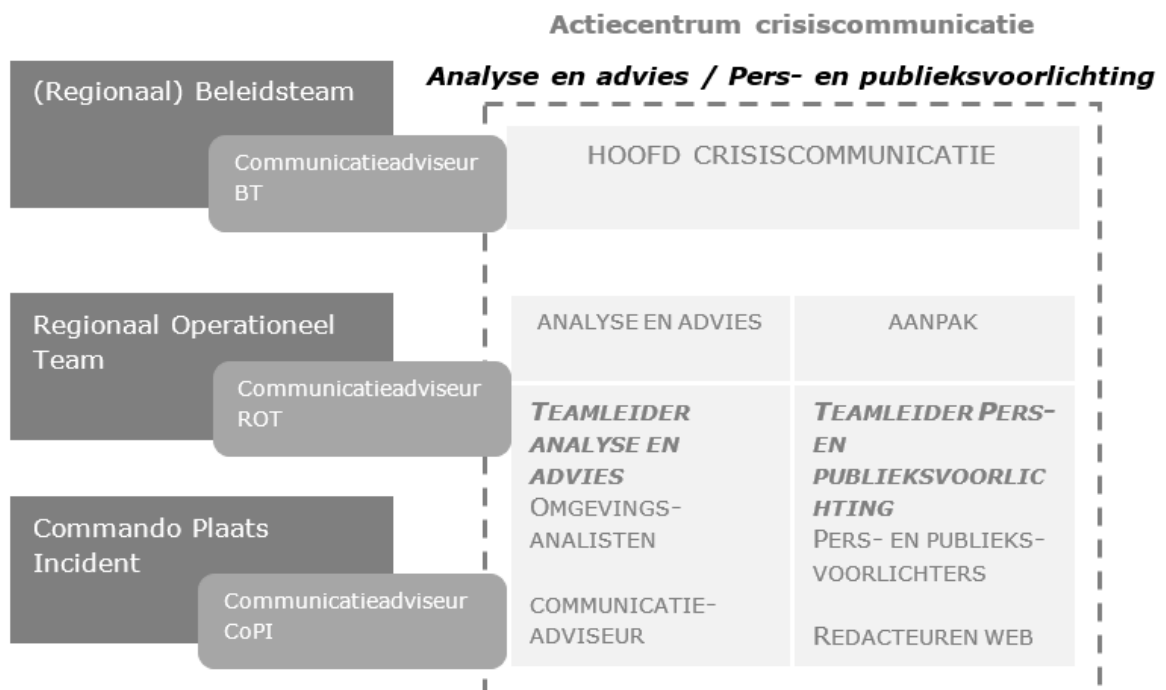 Actiecentrum crisiscommunicatie
Analyse en advies / Pers- en publieksvoorlichting
(Regionaal) Beleidsteam
Communicatieadviseur
BT
HOOFD CRISISCOMMUNICATIE
Regionaal Operationeel
Team
Communicatieadviseur
ROT
Commando Plaats
Incident
Communicatieadviseur
CoPI
ANALYSE EN ADVIES
TEAMLEIDER
ANALYSE EN
ADVIES
OMGEVINGS-
ANALISTEN
COMMUNICATIE-
ADVISEUR
AANPAK
TEAMLEIDER PERS-
EN
PUBLIEKSVOORLIC
HTING
PERS- EN PUBLIEKS-
VOORLICHTERS
REDACTEUREN WEB